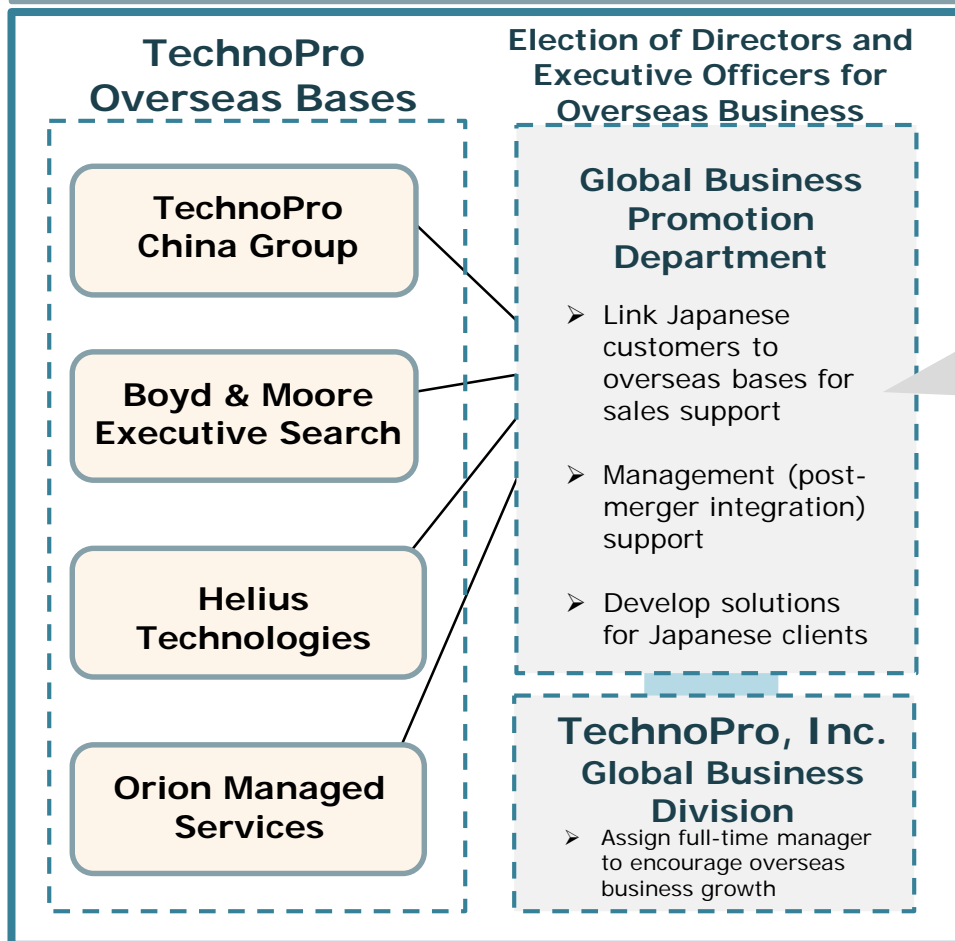 TechnoPro
Overseas Bases
TechnoPro
China Group
Boyd & Moore
Executive Search
Helius
Technologies
Orion Managed
Services
Election of Directors and
Executive Officers for
Overseas Business
Global Business
Promotion
Department
➢ Link Japanese
customers to
overseas bases for
sales support
➢ Management (post-
merger integration)
support
➢ Develop solutions
for Japanese clients
TechnoPro, Inc.
Global Business
Division
➢ Assign full-time manager
to encourage overseas
business growth